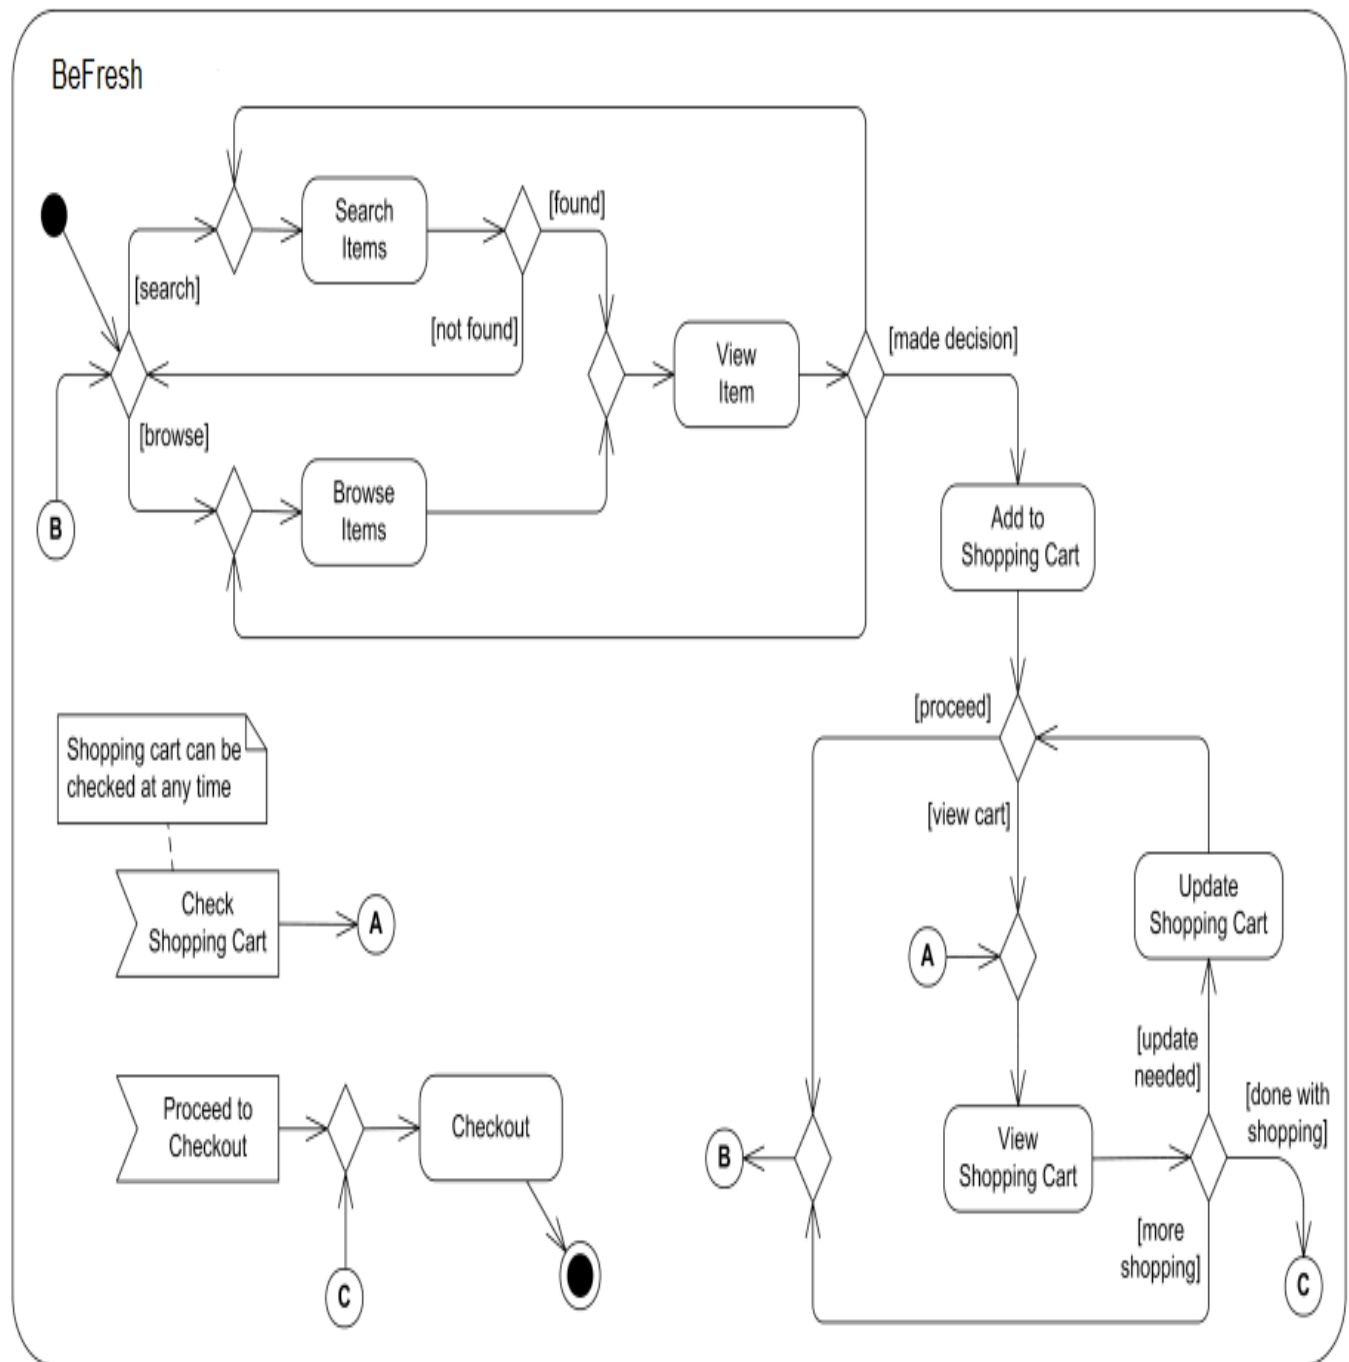 BeFresh
[found]
Search
Items
[search]
[not found]
[made decision]
View
Item
[browse]
Browse
Items
B
Add to
Shopping Cart
[proceed]
Shopping cart can be
checked at any time
[view cart]
Check
Shopping Cart
A
Update
Shopping Cart
A
[update
needed]
[done with
shopping]
Proceed to
Checkout
Checkout
B
View
Shopping Cart
[more
shopping]
C
C